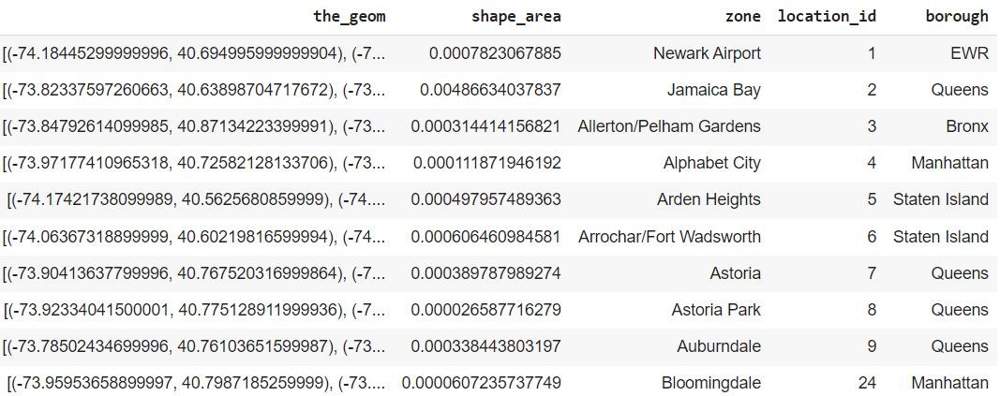 the_geom shape_area zone location_id borough
[(-74.18445299999996, 40.694995999999904), (-7... 0.0007823067885 Newark Airport 1 EWR
[(-73.82337597260663, 40.63898704717672), (-73... 0.00486634037837 Jamaica Bay 2 Queens
[(-73.84792614099985, 40.87134223399991), (-73... 0.000314414156821 Allerton/Pelham Gardens 3 Bronx
[(-73.97177410965318, 40.72582128133706), (-73... 0.000111871946192 Alphabet City 4 Manhattan
[(-74.17421738099989, 40.5625680859999), (-74.... 0.000497957489363 Arden Heights 5 Staten Island
[(-74.06367318899999, 40.60219816599994), (-74... 0.000606460984581 Arrochar/Fort Wadsworth 6 Staten Island
[(-73.90413637799996, 40.767520316999864), (-7... 0.000389787989274 Astoria 7 Queens
[(-73.92334041500001, 40.775128911999936), (-7... 0.000026587716279 Astoria Park 8 Queens
[(-73.78502434699996, 40.76103651599987), (-73... 0.000338443803197 Auburndale 9 Queens
[(-73.95953658899997, 40.7987185259999), (-73.... 0.0000607235737749 Bloomingdale 24 Manhattan